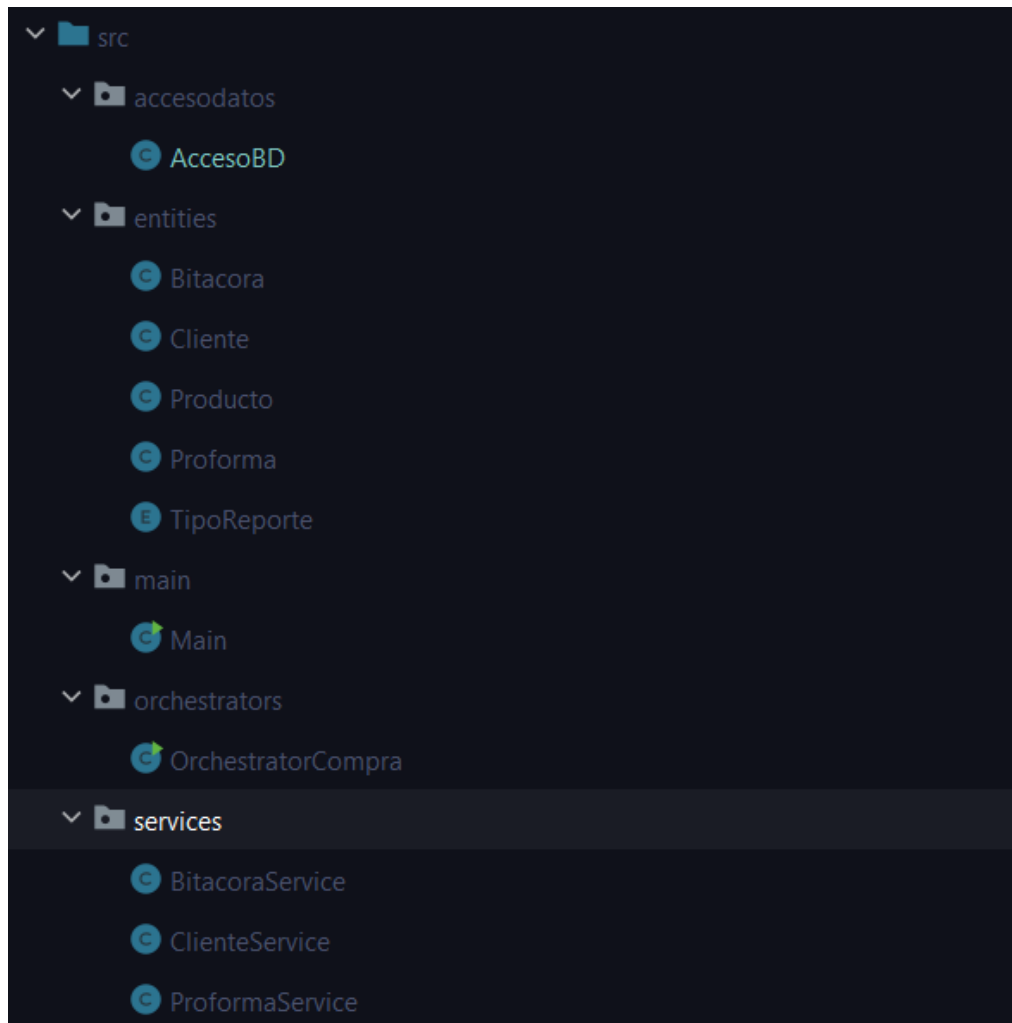 src
accesodatos
C AccesoBD
entities
C Bitacora
C Cliente
C Producto
C Proforma
E TipoReporte
main
C Main
orchestrators
C OrchestratorCompra
services
C BitacoraService
C ClienteService
C ProformaService